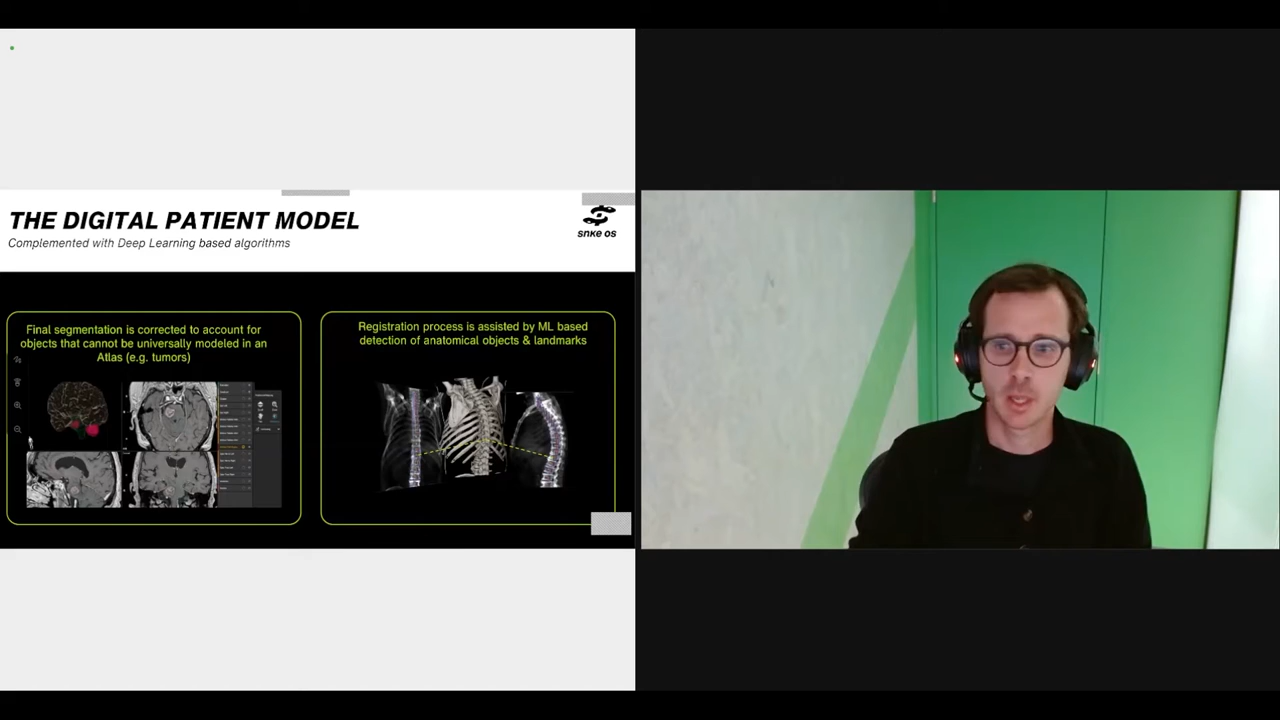 THE DIGITAL PATIENT MODEL
Complemented with Deep Learning based algorithms
snke os
Final segmentation is corrected to account for
objects that cannot be universally modeled in an
Atlas (e.g. tumors)
Registration process is assisted by ML based
detection of anatomical objects & landmarks